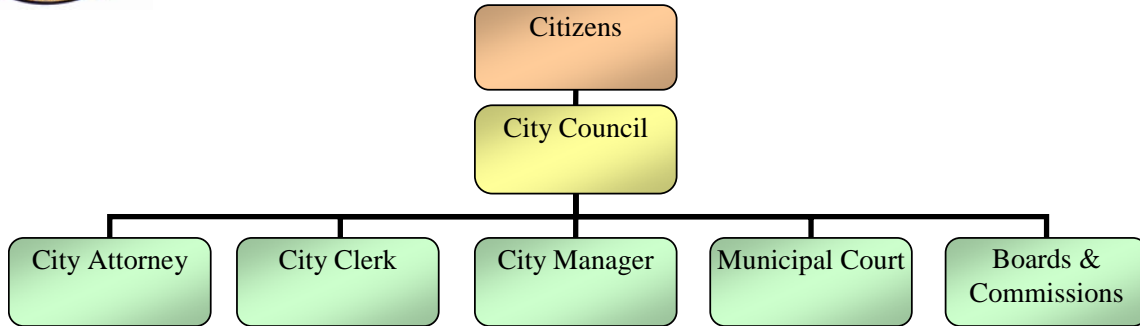 Citizens
City Council
City Attorney
City Clerk
City Manager
Municipal Court
Boards &
Commissions